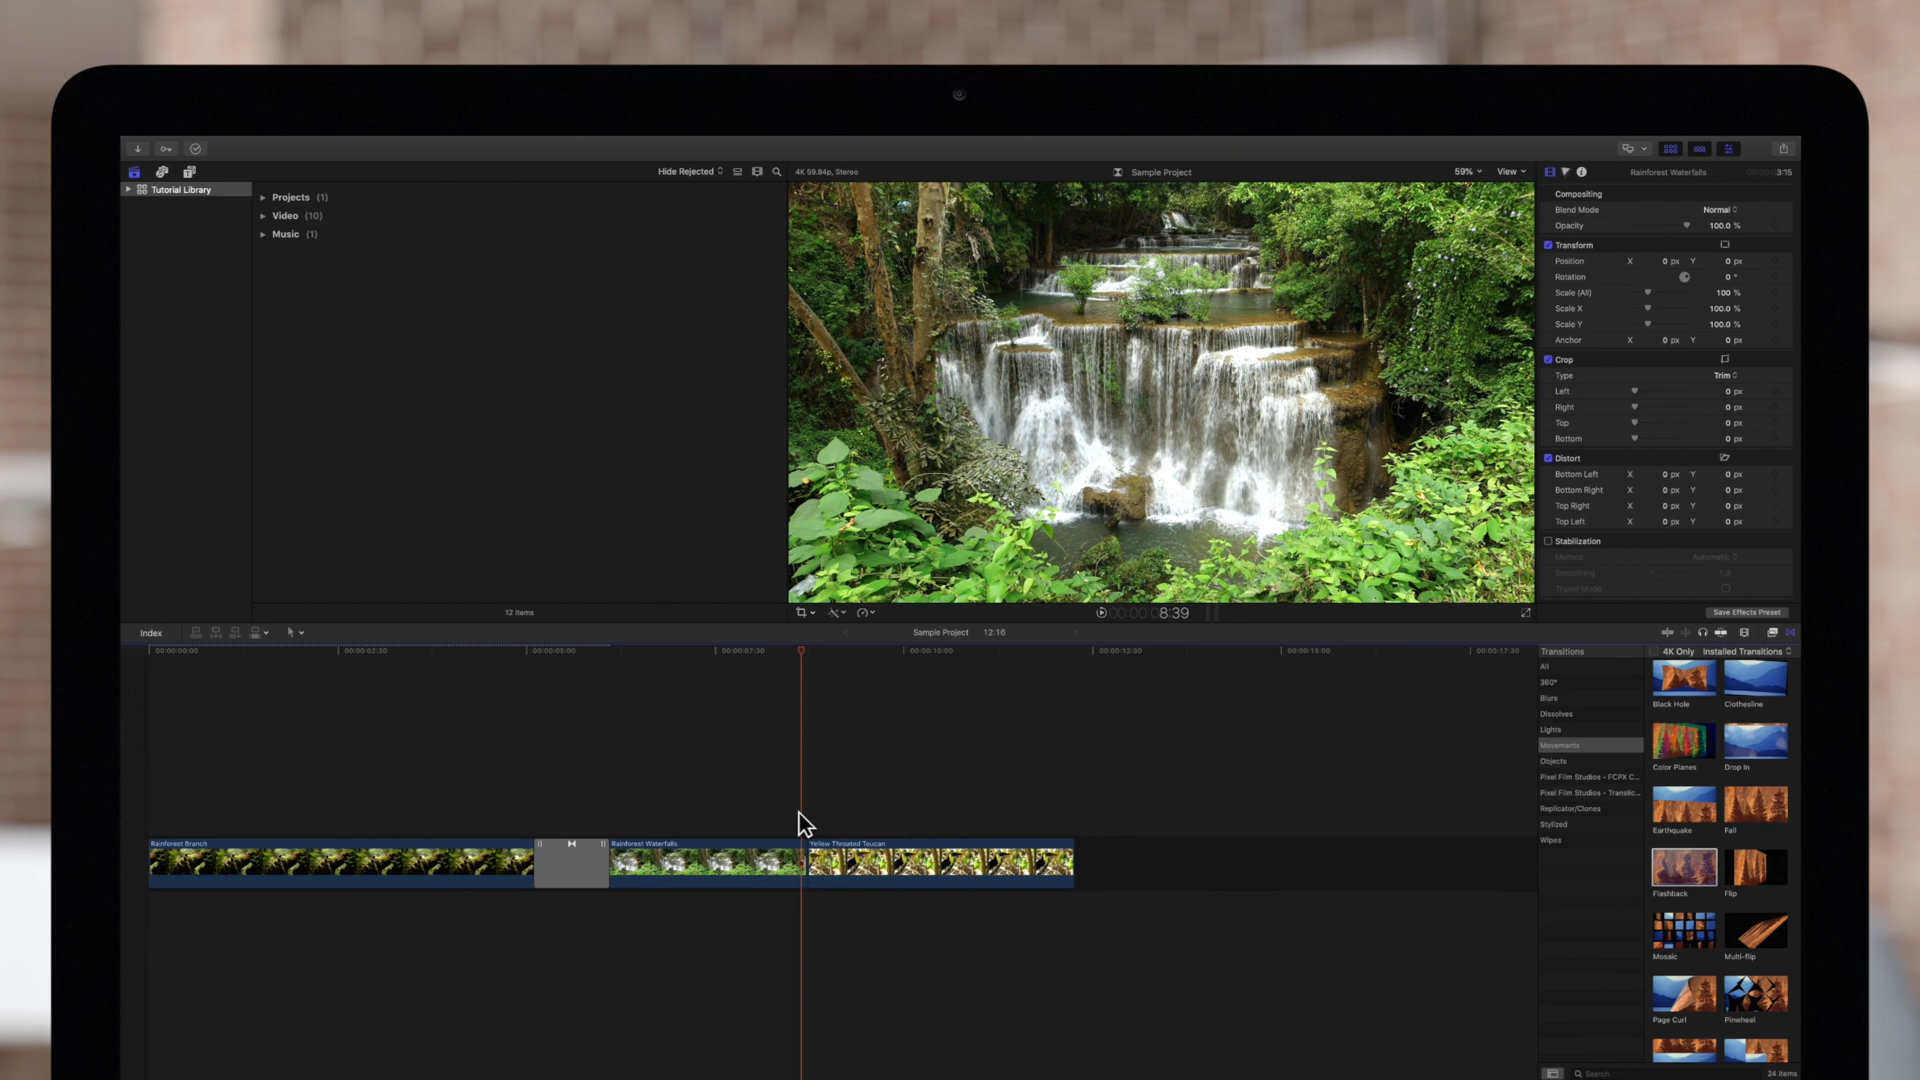 Hide Rejected
4K 59.94p, Stereo
Sample Project
59%
View
Rainforest Waterfalls
3:15
Tutorial Library
Projects (1)
Video (10)
Music (1)
12 items
Compositing
Blend Mode Normal
Opacity 100.0 %
Transform
Position X 0 px Y 0 px
Rotation 0 °
Scale (All) 100 %
Scale X 100.0 %
Scale Y 100.0 %
Anchor X 0 px Y 0 px
Crop
Type Trim
Left 0 px
Right 0 px
Top 0 px
Bottom 0 px
Distort
Bottom Left X 0 px Y 0 px
Bottom Right X 0 px Y 0 px
Top Right X 0 px Y 0 px
Top Left X 0 px Y 0 px
Stabilization
Method Automatic
Smoothing 1.0
Tripod Mode
00:00:08:39
Save Effects Preset
Index
Sample Project 12:16
00:00:00:00 00:00:02:30 00:00:05:00 00:00:07:30 00:00:10:00 00:00:12:30 00:00:15:00 00:00:17:30
Rainforest Branch
Rainforest Waterfalls
Yellow Throated Toucan
Transitions
4K Only
Installed Transitions
All
360°
Blurs
Dissolves
Lights
Movements
Objects
Pixel Film Studios - FCPX C...
Pixel Film Studios - Translic...
Replicator/Clones
Stylized
Wipes
Black Hole
Clothesline
Color Planes
Drop In
Earthquake
Fall
Flashback
Flip
Mosaic
Multi-flip
Page Curl
Pinwheel
Search
24 items